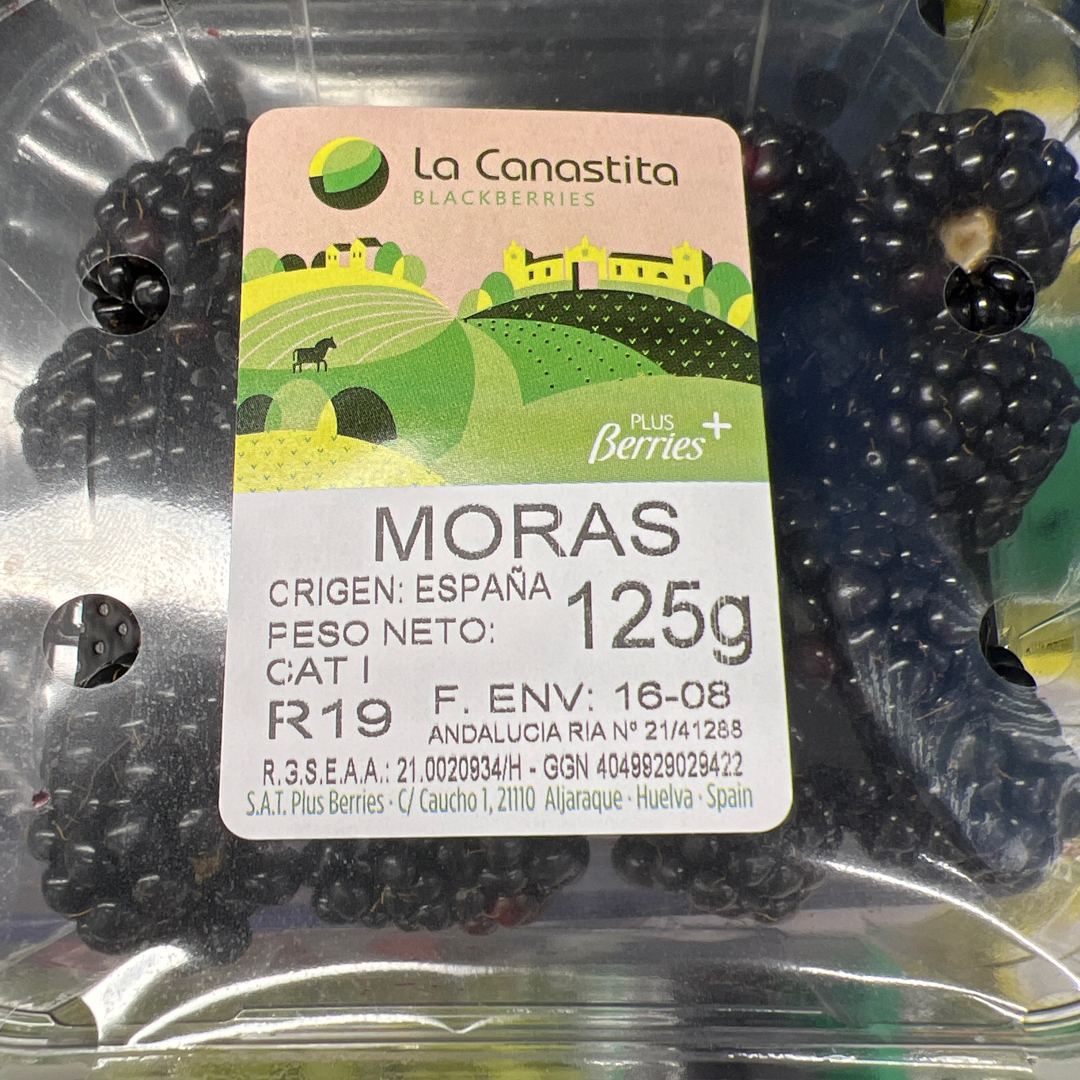 La Canastita
BLACKBERRIES
PLUS
Berries+
MORAS
ORIGEN: ESPAÑA
PESO NETO: 125g
CAT I
R19 F. ENV: 16-08
ANDALUCIA RIA Nº 21/41288
R.G.S.E.A.A.: 21.0020934/H - GGN 4049929029422
S.A.T. Plus Berries · C/ Caucho 1, 21110 Aljaraque · Huelva · Spain